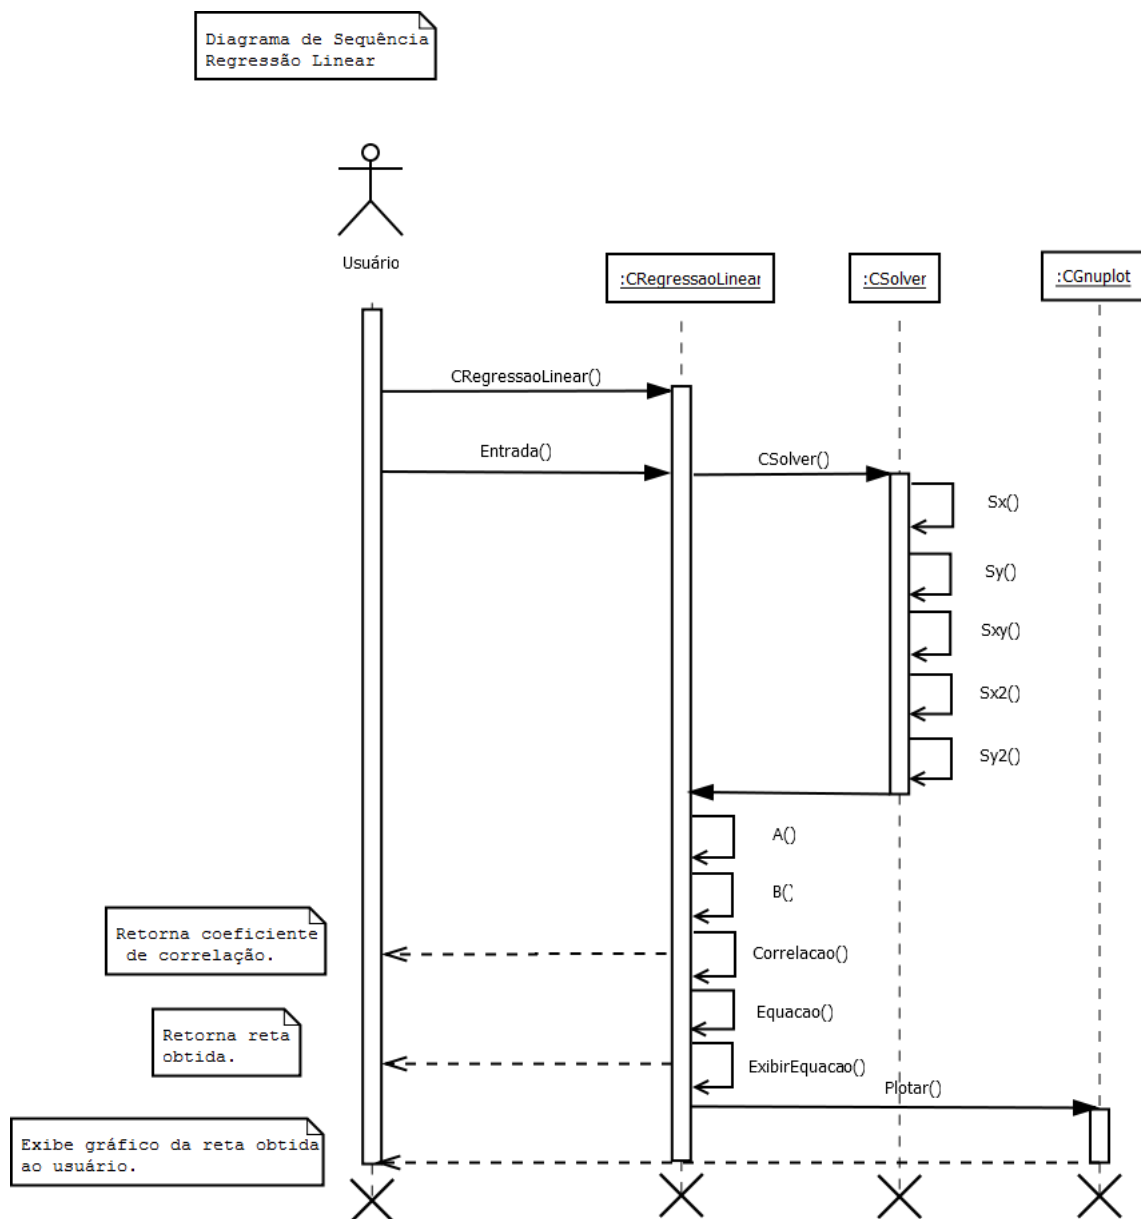 Diagrama de Sequência
Regressão Linear
Usuário
:CRegressaoLinear
:CSolver
:CGnuplot
CRegressaoLinear()
Entrada()
CSolver()
Sx()
Sy()
Sxy()
Sx2()
Sy2()
A()
B()
Retorna coeficiente
de correlação.
Correlacao()
Equacao()
Retorna reta
obtida.
ExibirEquacao()
Plotar()
Exibe gráfico da reta obtida
ao usuário.